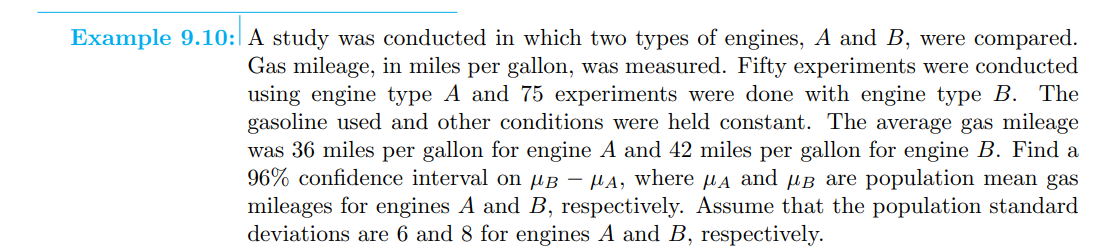 Example 9.10: A study was conducted in which two types of engines, A and B, were compared.
Gas mileage, in miles per gallon, was measured. Fifty experiments were conducted
using engine type A and 75 experiments were done with engine type B. The
gasoline used and other conditions were held constant. The average gas mileage
was 36 miles per gallon for engine A and 42 miles per gallon for engine B. Find a
96% confidence interval on μB − μA, where μA and μB are population mean gas
mileages for engines A and B, respectively. Assume that the population standard
deviations are 6 and 8 for engines A and B, respectively.